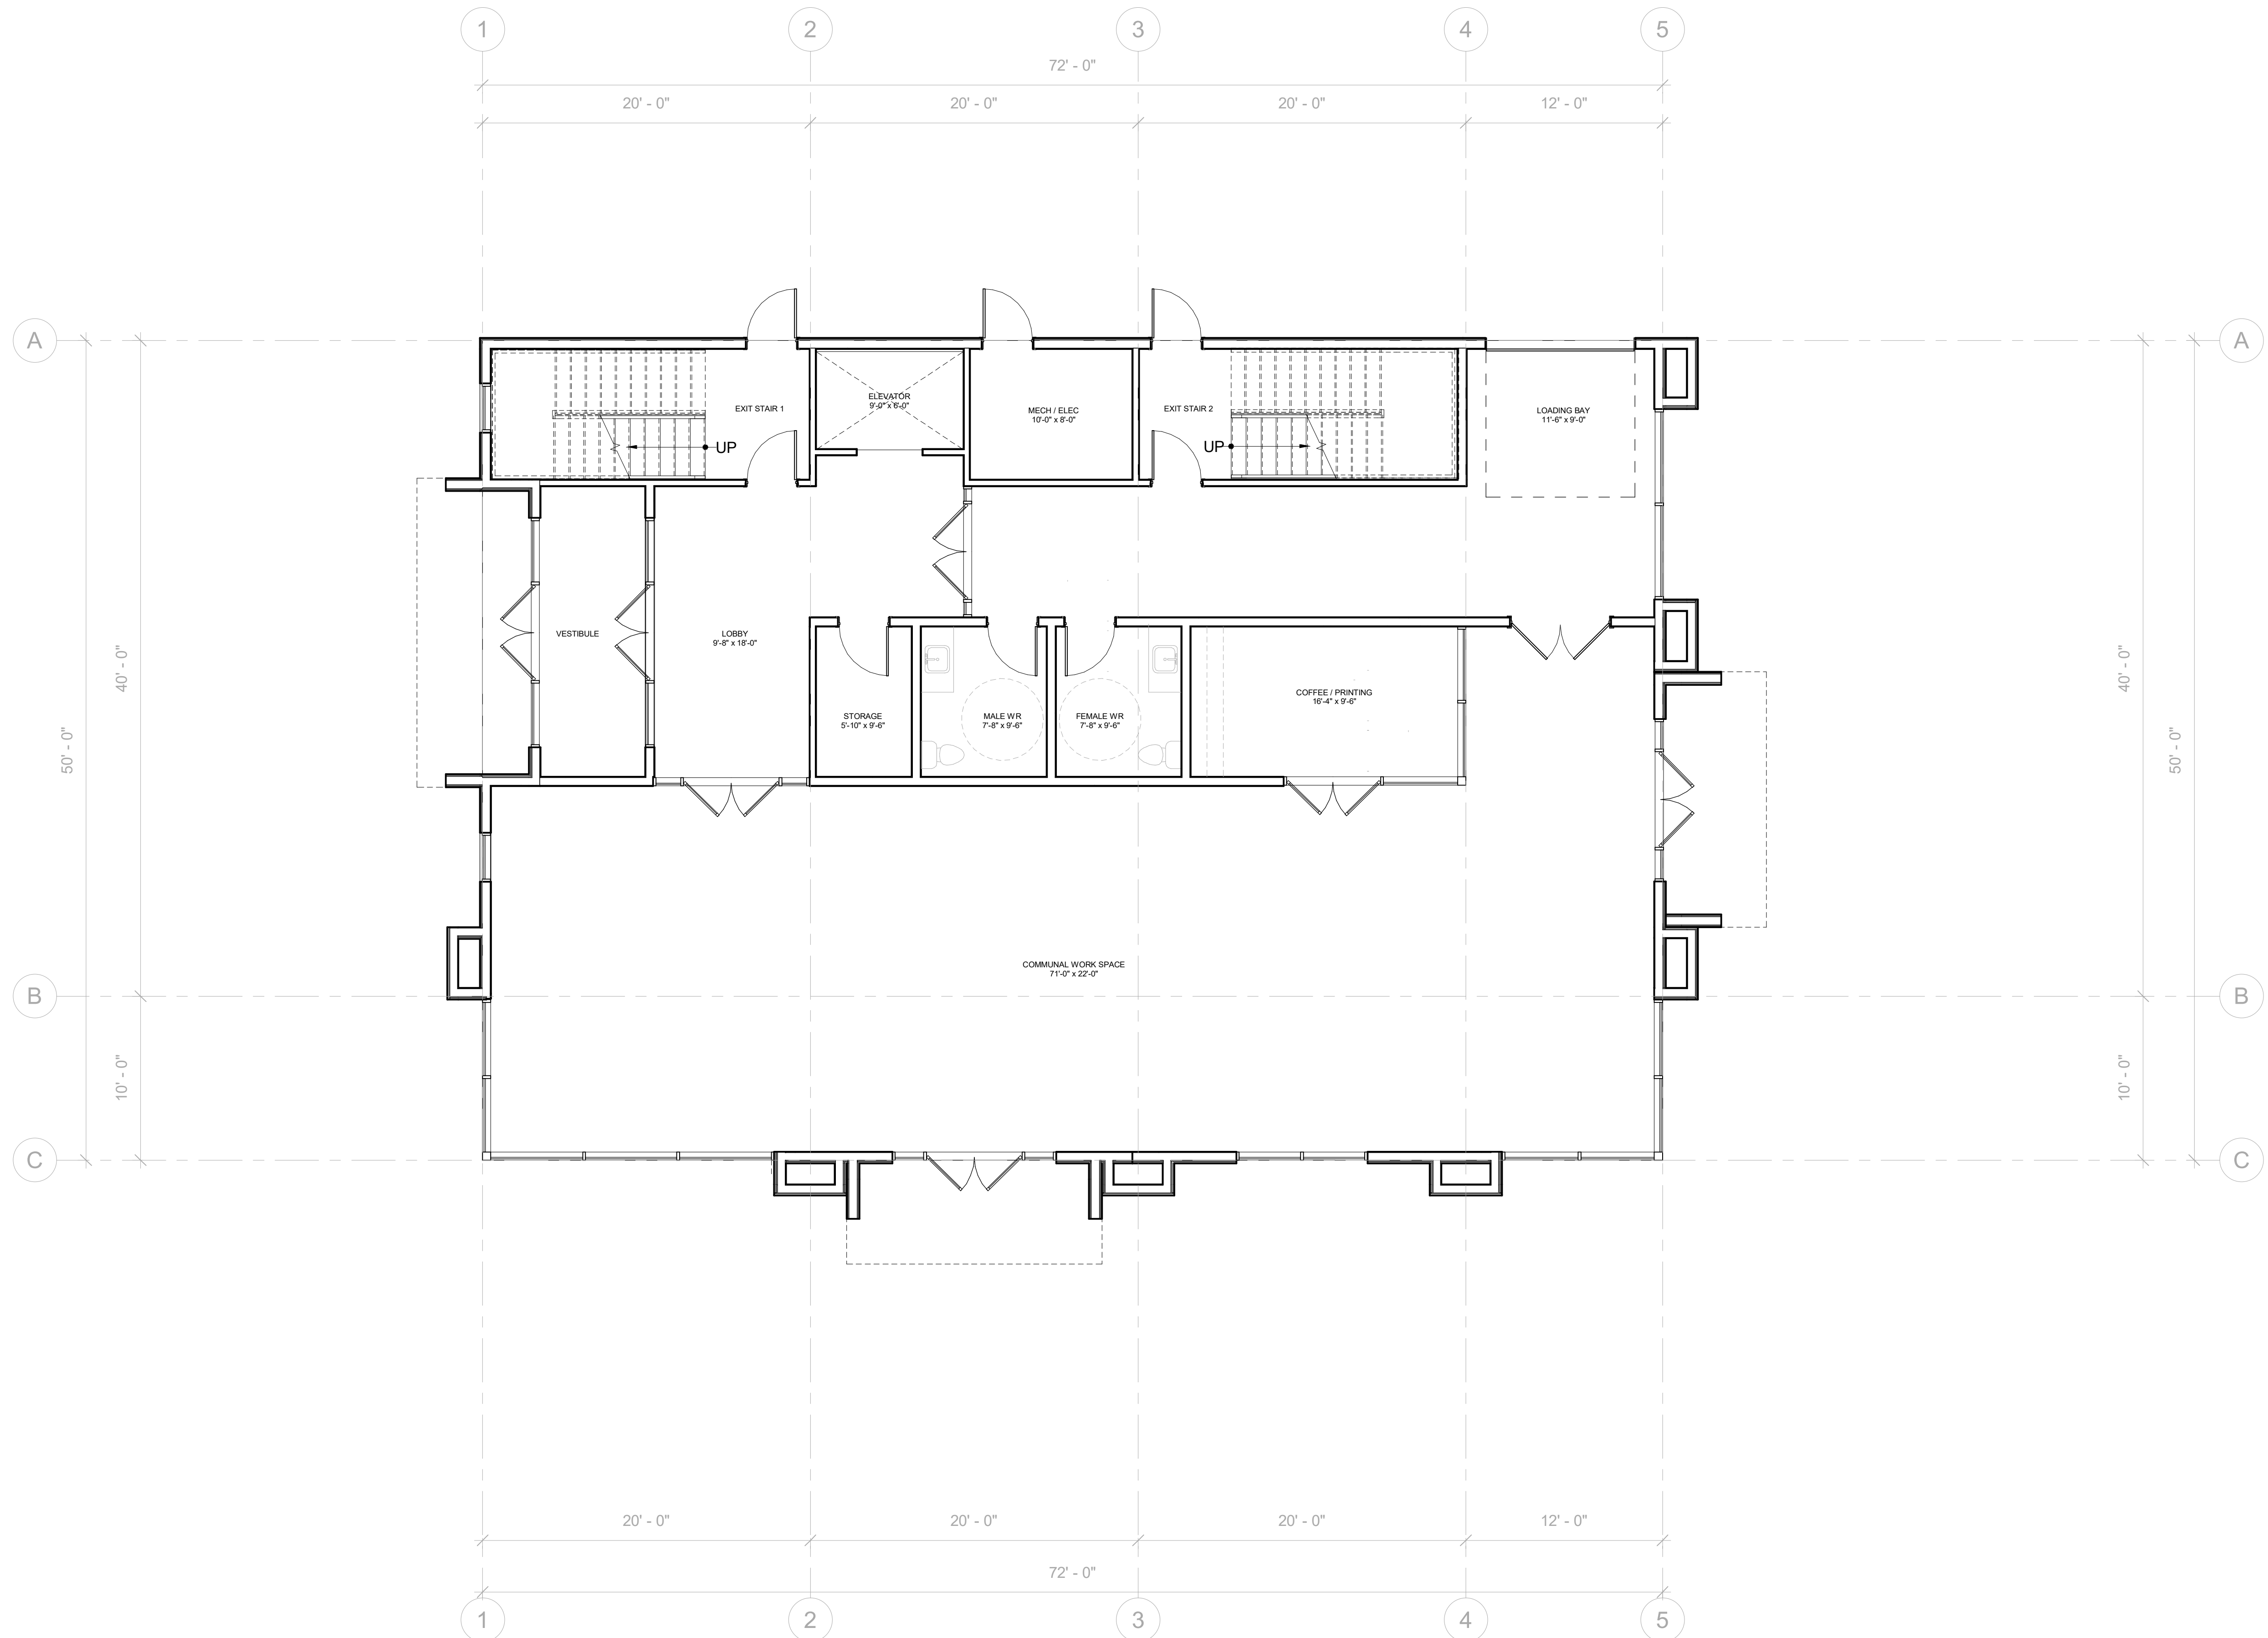 1 2 3 4 5
72' - 0"
20' - 0" 20' - 0" 20' - 0" 12' - 0"
A A
EXIT STAIR 1
UP
ELEVATOR
9'-0" x 6'-0"
MECH / ELEC
10'-0" x 8'-0"
EXIT STAIR 2
UP
LOADING BAY
11'-6" x 9'-0"
VESTIBULE
LOBBY
9'-8" x 18'-0"
STORAGE
5'-10" x 9'-6"
MALE WR
7'-8" x 9'-6"
FEMALE WR
7'-8" x 9'-6"
COFFEE / PRINTING
16'-4" x 9'-6"
40' - 0" 40' - 0"
50' - 0" 50' - 0"
COMMUNAL WORK SPACE
71'-0" x 22'-0"
B B
10' - 0" 10' - 0"
C C
20' - 0" 20' - 0" 20' - 0" 12' - 0"
72' - 0"
1 2 3 4 5